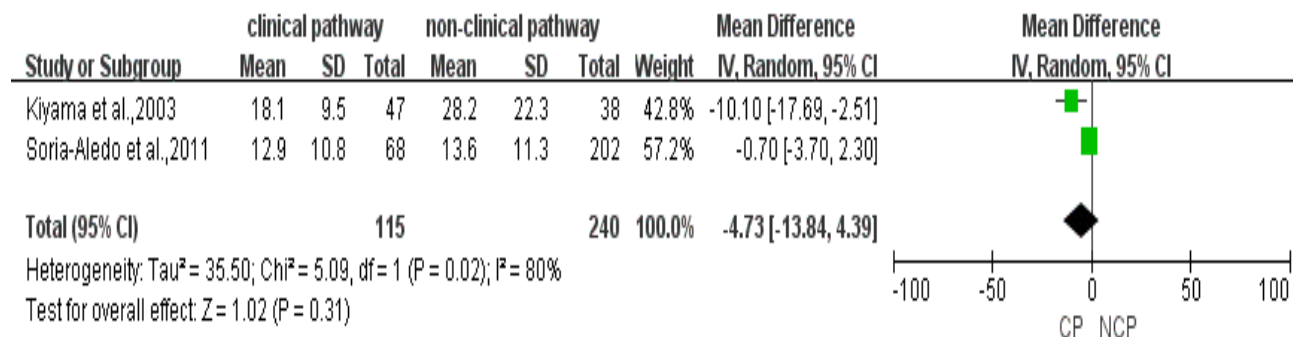 clinical pathway non-clinical pathway Mean Difference Mean Difference
Study or Subgroup Mean SD Total Mean SD Total Weight IV, Random, 95% CI IV, Random, 95% CI
Kiyama et al.,2003 18.1 9.5 47 28.2 22.3 38 42.8% -10.10 [-17.69, -2.51]
Soria-Aledo et al.,2011 12.9 10.8 68 13.6 11.3 202 57.2% -0.70 [-3.70, 2.30]
Total (95% CI) 115 240 100.0% -4.73 [-13.84, 4.39]
Heterogeneity: Tau² = 35.50; Chi² = 5.09, df = 1 (P = 0.02); I² = 80%
Test for overall effect: Z = 1.02 (P = 0.31)
-100 -50 0 50 100
CP NCP